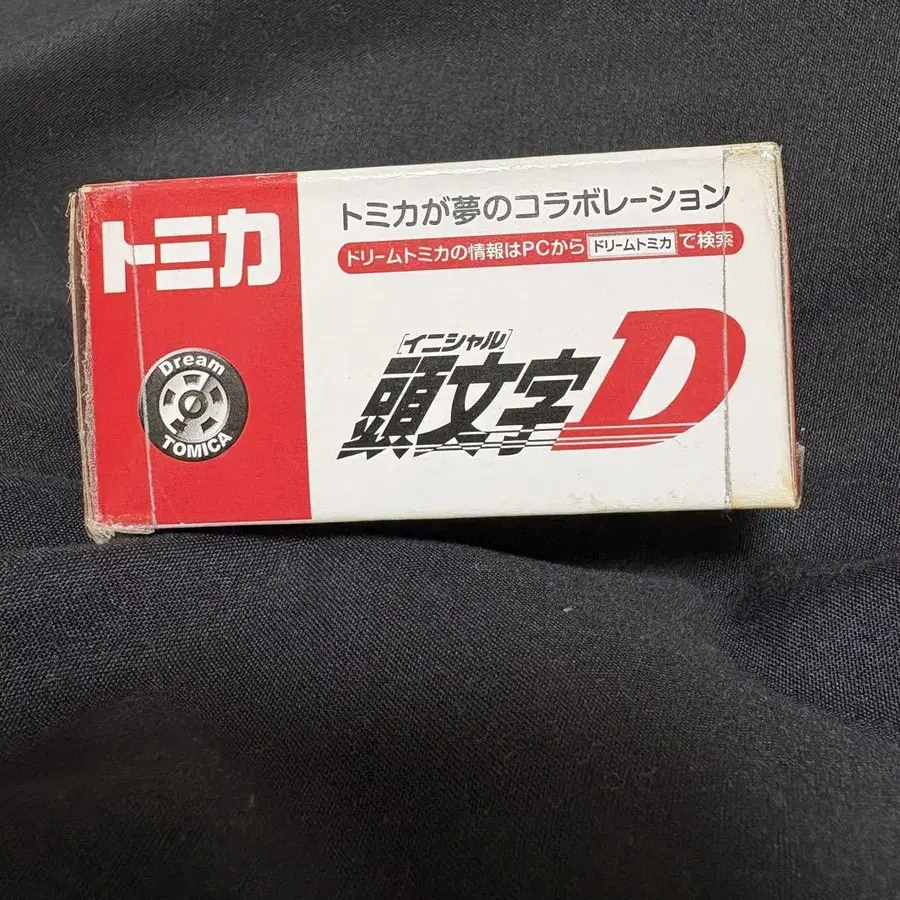 トミカ
Dream
TOMICA
トミカが夢のコラボレーション
ドリームトミカの情報はPCから ドリームトミカ で検索
[イニシャル]
頭文字D